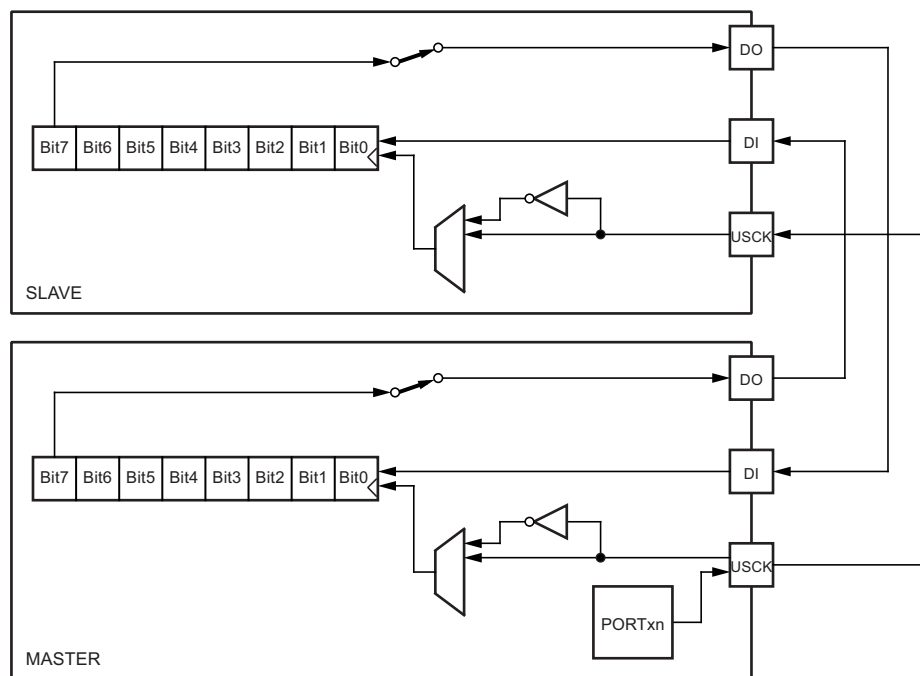 DO
Bit7 Bit6 Bit5 Bit4 Bit3 Bit2 Bit1 Bit0
DI
USCK
SLAVE
DO
Bit7 Bit6 Bit5 Bit4 Bit3 Bit2 Bit1 Bit0
DI
USCK
PORTxn
MASTER